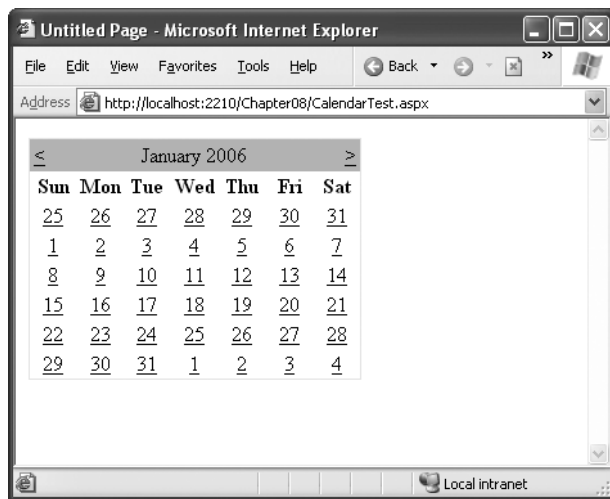 Untitled Page - Microsoft Internet Explorer
File Edit View Favorites Tools Help Back »
Address http://localhost:2210/Chapter08/CalendarTest.aspx
< January 2006 >
Sun Mon Tue Wed Thu Fri Sat
25 26 27 28 29 30 31
1 2 3 4 5 6 7
8 9 10 11 12 13 14
15 16 17 18 19 20 21
22 23 24 25 26 27 28
29 30 31 1 2 3 4
Local intranet